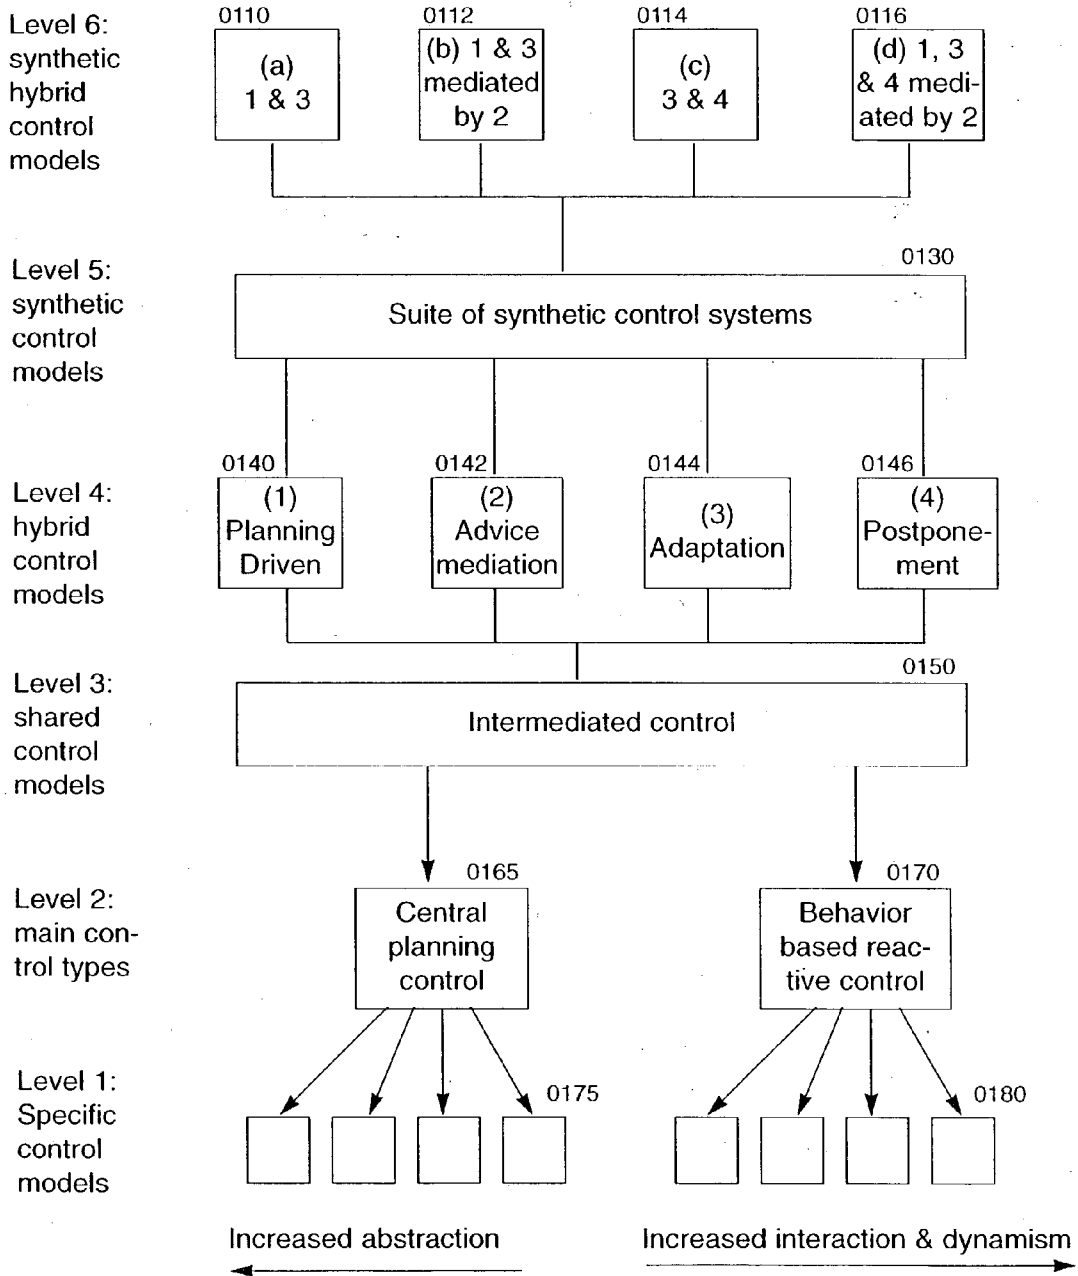 Level 6:
synthetic
hybrid
control
models
0110
(a)
1 & 3
0112
(b) 1 & 3
mediated
by 2
0114
(c)
3 & 4
0116
(d) 1, 3
& 4 medi-
ated by 2
Level 5:
synthetic
control
models
0130
Suite of synthetic control systems
Level 4:
hybrid
control
models
0140
(1)
Planning
Driven
0142
(2)
Advice
mediation
0144
(3)
Adaptation
0146
(4)
Postpone-
ment
Level 3:
shared
control
models
0150
Intermediated control
Level 2:
main con-
trol types
0165
Central
planning
control
0170
Behavior
based reac-
tive control
Level 1:
Specific
control
models
0175
0180
Increased abstraction
Increased interaction & dynamism